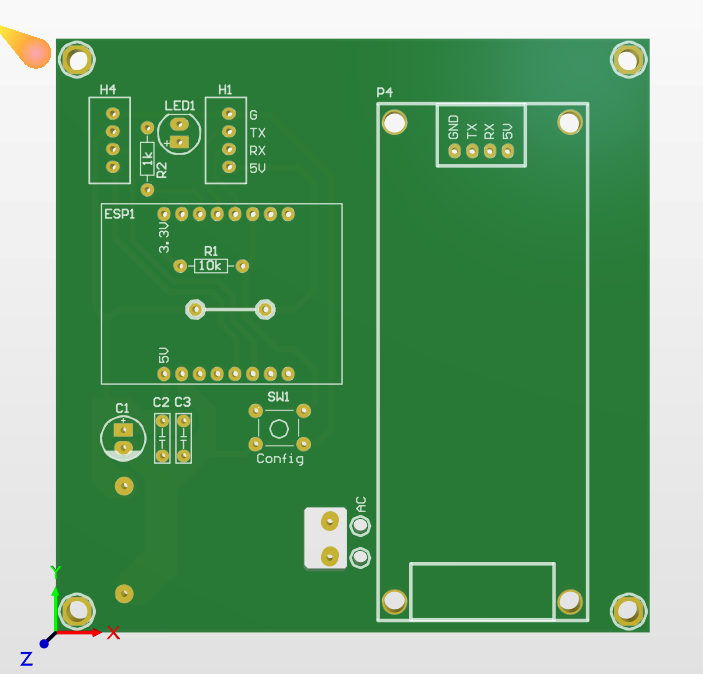 P4
H4
H1
LED1
G
TX
RX
5V
+
1k
R2
GND
TX
RX
5V
ESP1
3.3V
R1
10k
5V
C1
+
C2
C3
SW1
Config
AC
Y
X
Z